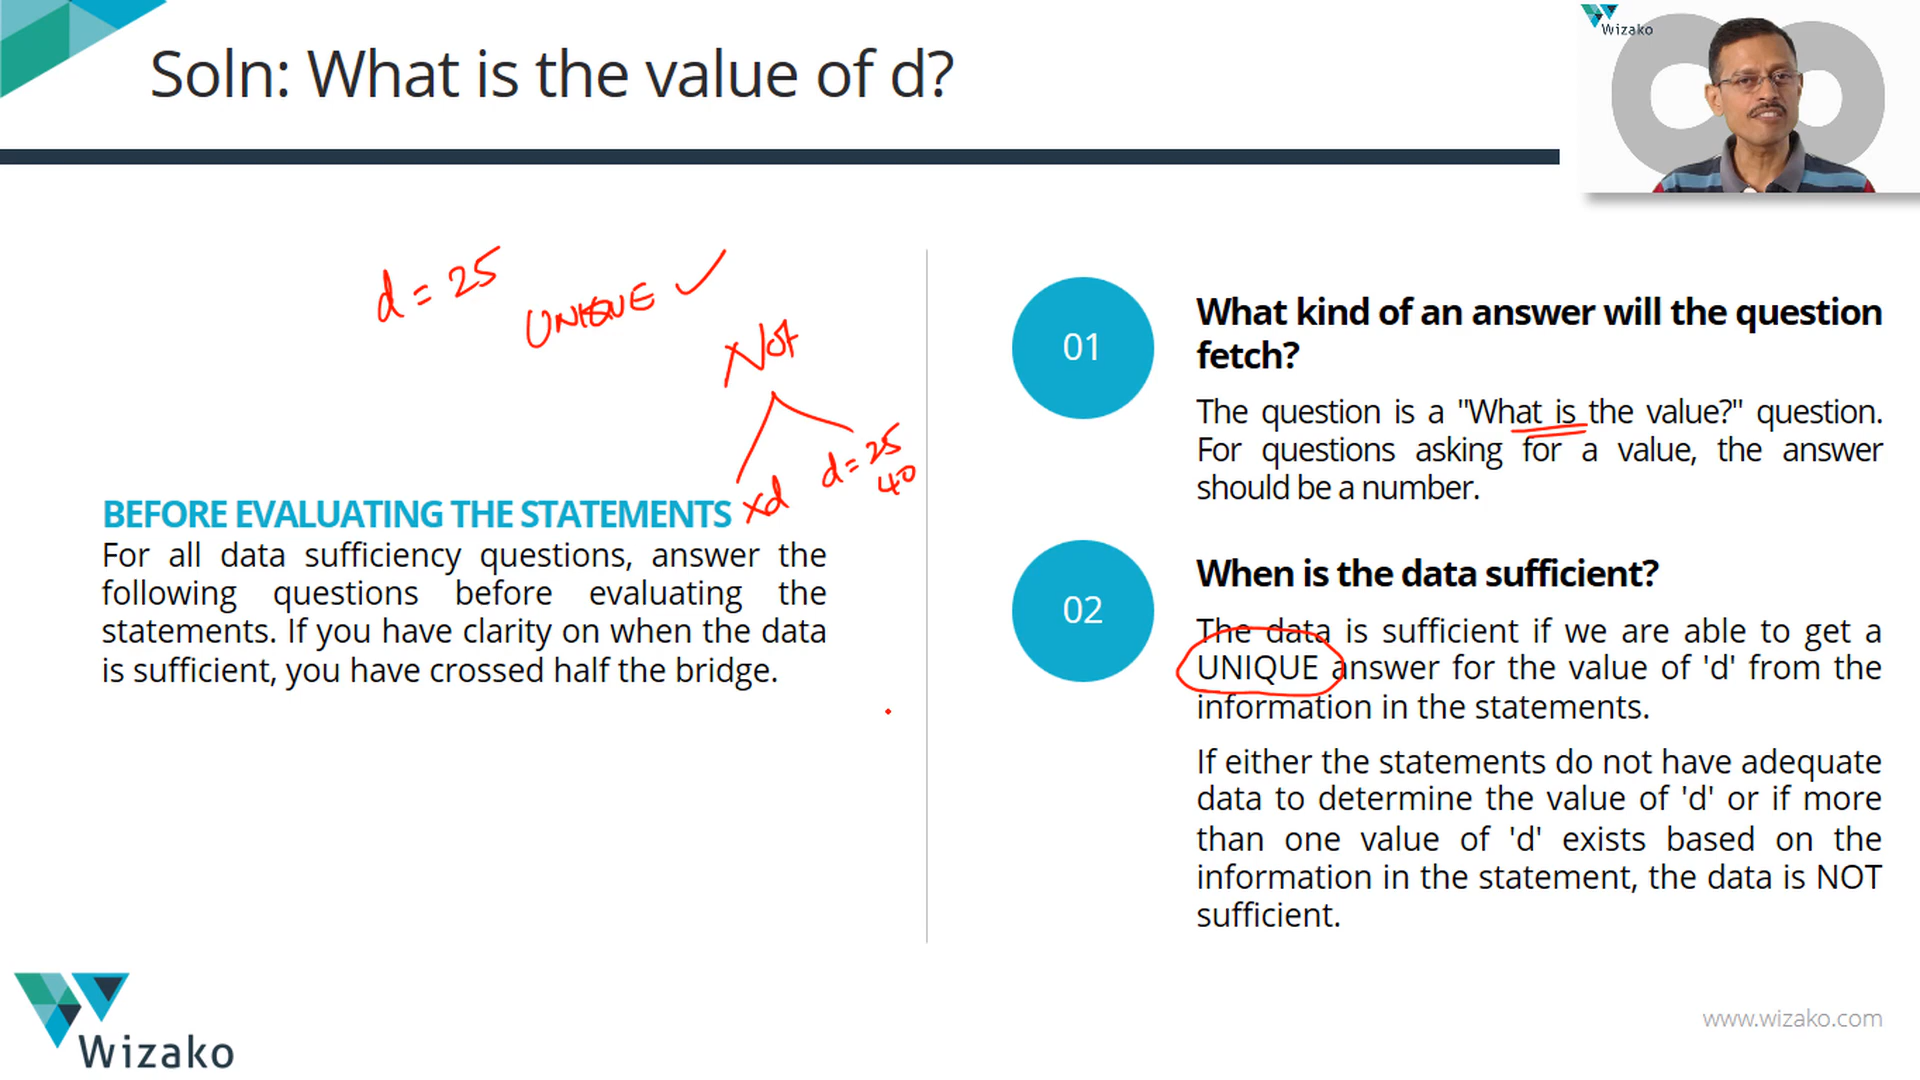 Soln: What is the value of d?
Wizako
d = 25
UNIQUE ✓
Not
xd
d = 25
40
BEFORE EVALUATING THE STATEMENTS
For all data sufficiency questions, answer the
following questions before evaluating the
statements. If you have clarity on when the data
is sufficient, you have crossed half the bridge.
01
What kind of an answer will the question
fetch?
The question is a "What is the value?" question.
For questions asking for a value, the answer
should be a number.
02
When is the data sufficient?
The data is sufficient if we are able to get a
UNIQUE answer for the value of 'd' from the
information in the statements.
If either the statements do not have adequate
data to determine the value of 'd' or if more
than one value of 'd' exists based on the
information in the statement, the data is NOT
sufficient.
Wizako
www.wizako.com